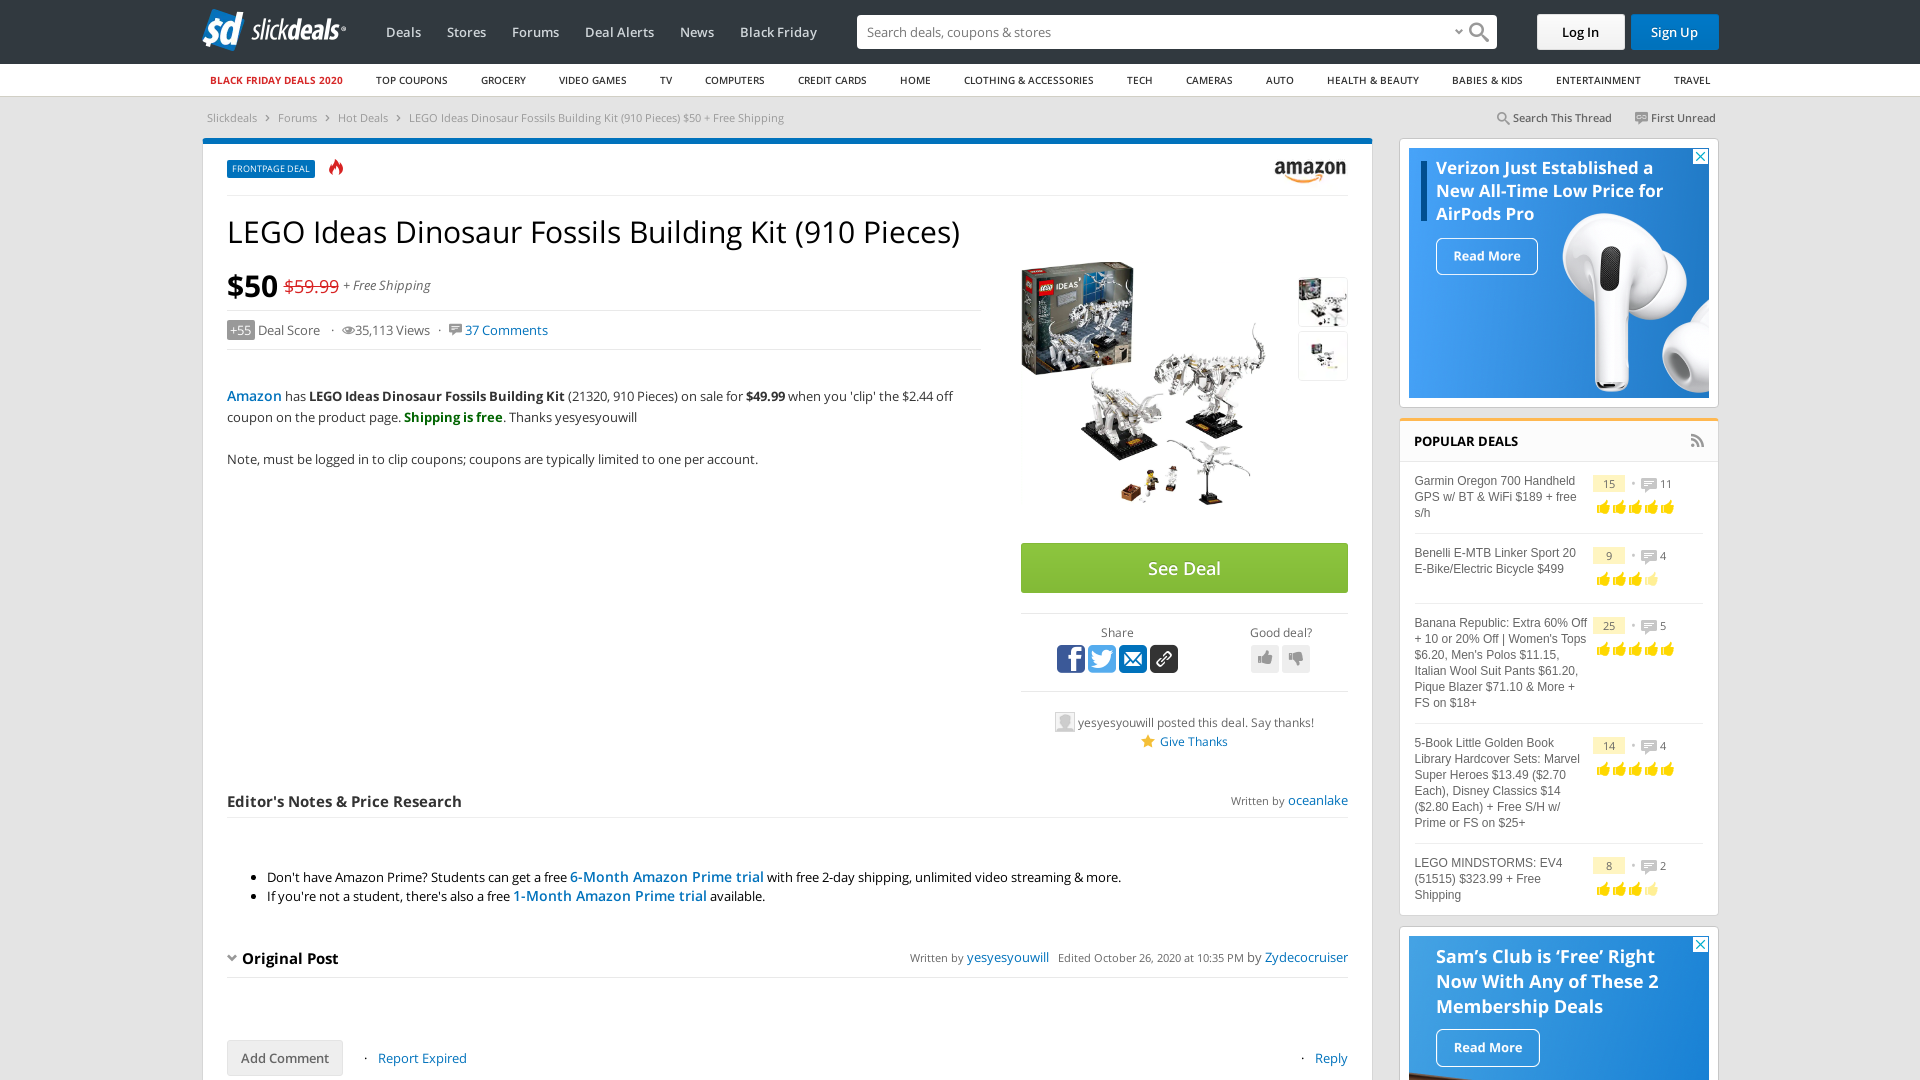 slickdeals
Deals
Stores
Forums
Deal Alerts
News
Black Friday
Search deals, coupons & shops
Log In
Sign Up
BLACK FRIDAY DEALS 2020
TOP COUPONS
GROCERY
VIDEO GAMES
TV
COMPUTERS
CREDIT CARDS
HOME
CLOTHING & ACCESSORIES
TECH
CAMERAS
AUTO
HEALTH & BEAUTY
BABIES & KIDS
ENTERTAINMENT
TRAVEL
Slickdeals > Forums > Hot Deals > LEGO Ideas Dinosaur Fossils Building Kit (910 Pieces) $50 + Free Shipping
Search This Thread
First Unread
FRONTPAGE DEAL
amazon
LEGO Ideas Dinosaur Fossils Building Kit (910 Pieces)
$50 $59.99 + Free Shipping
+55 Deal Score · 35,113 Views · 37 Comments
Amazon has LEGO Ideas Dinosaur Fossils Building Kit (21320, 910 Pieces) on sale for $49.99 when you 'clip' the $2.44 off
coupon on the product page. Shipping is free. Thanks yesyesyouwill
Note, must be logged in to clip coupons; coupons are typically limited to one per account.
LEGO IDEAS
See Deal
Share
Good deal?
yesyesyouwill posted this deal. Say thanks!
Give Thanks
Editor's Notes & Price Research
Written by oceanlake
• Don't have Amazon Prime? Students can get a free 6-Month Amazon Prime trial with free 2-day shipping, unlimited video streaming & more.
• If you're not a student, there's also a free 1-Month Amazon Prime trial available.
Original Post
Written by yesyesyouwill Edited October 26, 2020 at 10:35 PM by Zydecocruiser
Add Comment
· Report Expired
· Reply
Verizon Just Established a
New All-Time Low Price for
AirPods Pro
Read More
POPULAR DEALS
Garmin Oregon 700 Handheld
GPS w/ BT & WiFi $189 + free
s/h
15 • 11
Benelli E-MTB Linker Sport 20
E-Bike/Electric Bicycle $499
9 • 4
Banana Republic: Extra 60% Off
+ 10 or 20% Off | Women's Tops
$6.20, Men's Polos $11.15,
Italian Wool Suit Pants $61.20,
Pique Blazer $71.10 & More +
FS on $18+
25 • 5
5-Book Little Golden Book
Library Hardcover Sets: Marvel
Super Heroes $13.49 ($2.70
Each), Disney Classics $14
($2.80 Each) + Free S/H w/
Prime or FS on $25+
14 • 4
LEGO MINDSTORMS: EV4
(51515) $323.99 + Free
Shipping
8 • 2
Sam's Club is 'Free' Right
Now With Any of These 2
Membership Deals
Read More